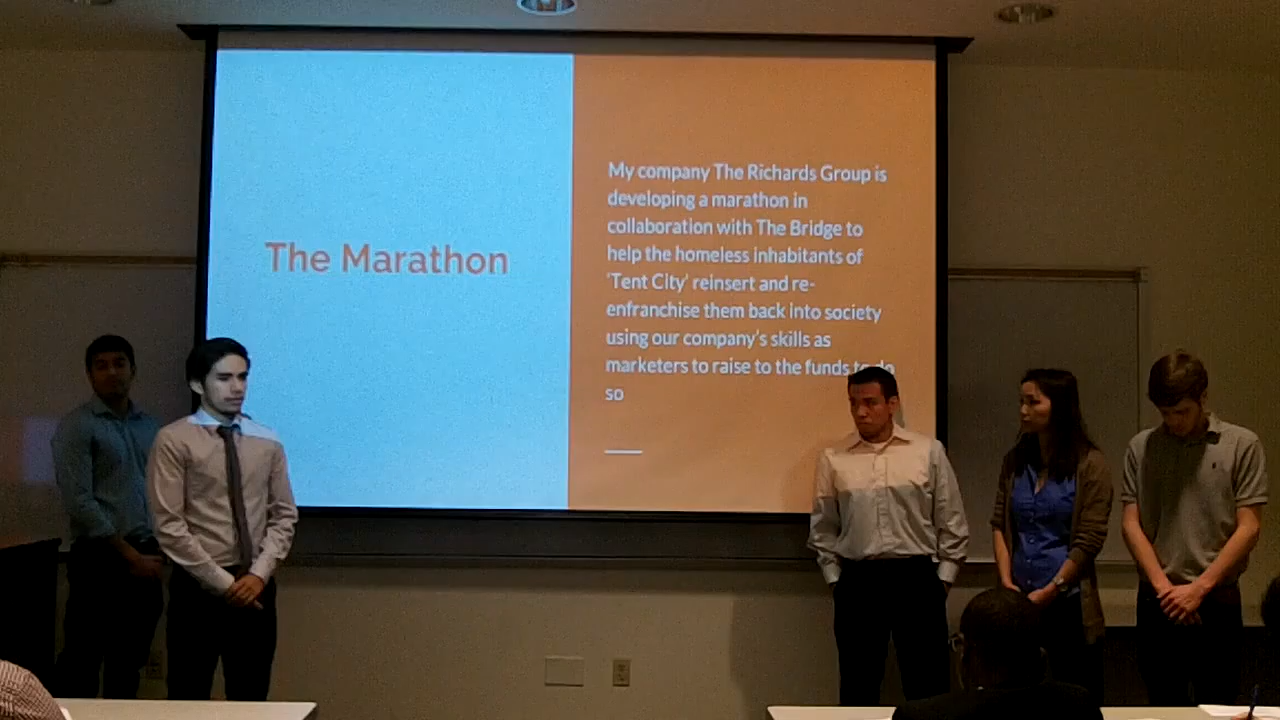 The Marathon
My company The Richards Group is
developing a marathon in
collaboration with The Bridge to
help the homeless inhabitants of
'Tent City' reinsert and re-
enfranchise them back into society
using our company's skills as
marketers to raise to the funds to do
so